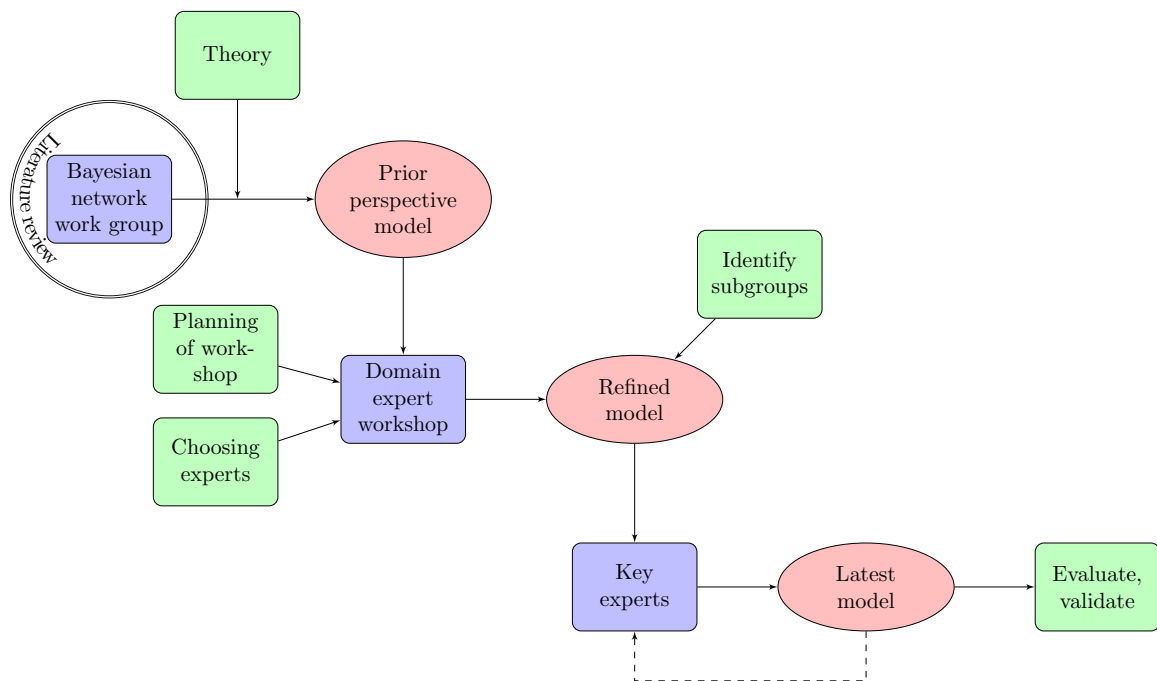 Theory
Literature review
Bayesian
network
work group
Prior
perspective
model
Identify
subgroups
Planning
of work-
shop
Domain
expert
workshop
Refined
model
Choosing
experts
Key
experts
Latest
model
Evaluate,
validate